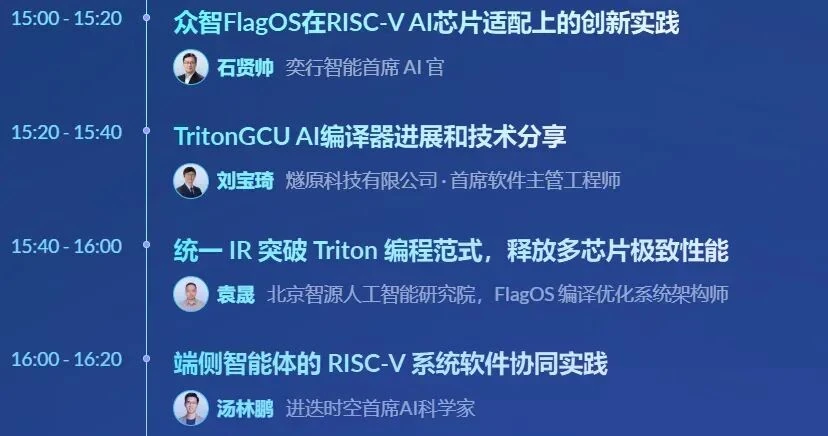 15:00 - 15:20 众智FlagOS在RISC-V AI芯片适配上的创新实践
石贤帅 奕行智能首席 AI 官
15:20 - 15:40 TritonGCU AI编译器进展和技术分享
刘宝琦 燧原科技有限公司 · 首席软件主管工程师
15:40 - 16:00 统一 IR 突破 Triton 编程范式，释放多芯片极致性能
袁晟 北京智源人工智能研究院，FlagOS 编译优化系统架构师
16:00 - 16:20 端侧智能体的 RISC-V 系统软件协同实践
汤林鹏 进迭时空首席AI科学家